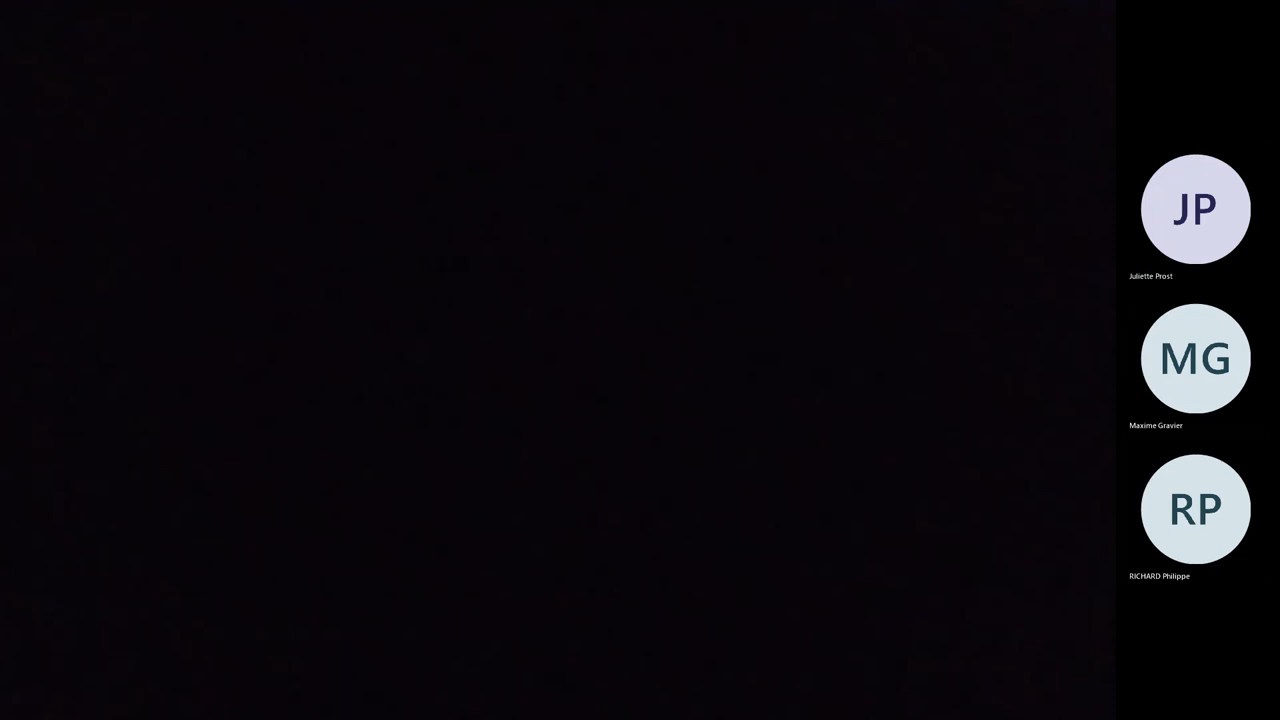 JP
Juliette Prost
MG
Maxime Gravier
RP
RICHARD Philippe